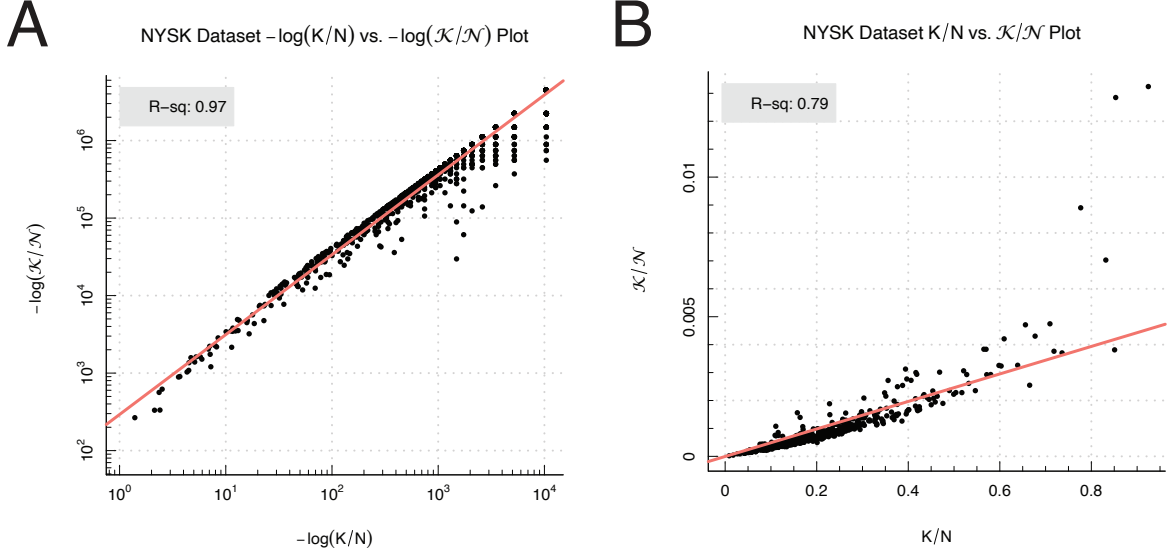 A
NYSK Dataset −log(K/N) vs. −log(𝒦/𝒩) Plot
R−sq: 0.97
−log(𝒦/𝒩)
10⁶
10⁵
10⁴
10³
10²
10⁰ 10¹ 10² 10³ 10⁴
−log(K/N)
B
NYSK Dataset K/N vs. 𝒦/𝒩 Plot
R−sq: 0.79
𝒦/𝒩
0.01
0.005
0
0 0.2 0.4 0.6 0.8
K/N